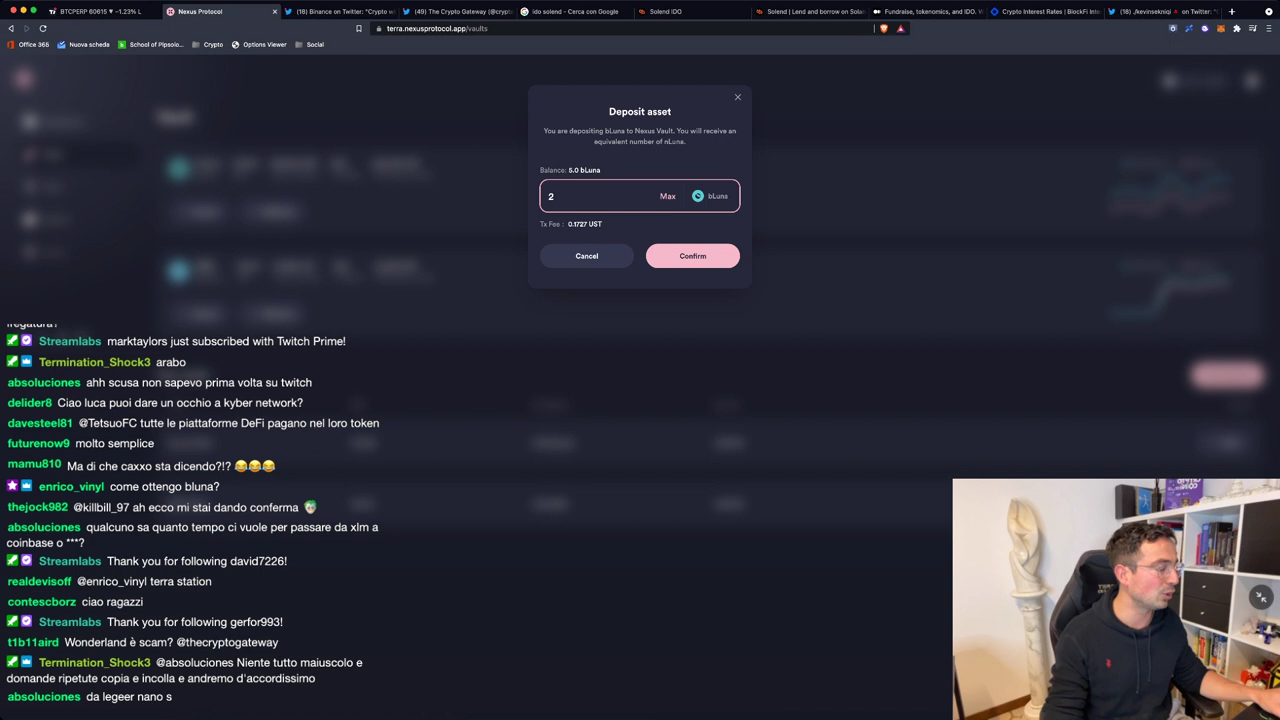 BTCPERP 60615 ▼ −1.23% L
Nexus Protocol
(18) Binance on Twitter: "Crypto w
(49) The Crypto Gateway (@crypto
ido solend - Cerca con Google
Solend IDO
Solend | Lend and borrow on Sola
Fundraise, tokenomics, and IDO. W
Crypto Interest Rates | BlockFi Inte
on Twitter: "
terra.nexusprotocol.app/vaults
Office 365
Nuova scheda
School of Pipsolo...
Crypto
Options Viewer
Social
Deposit asset
You are depositing bLuna to Nexus Vault. You will receive an
equivalent number of nLuna.
Balance: 5.0 bLuna
2 Max bLuna
Tx Fee : 0.1727 UST
Cancel
Confirm
fregatura?
Streamlabs marktaylors just subscribed with Twitch Prime!
Termination_Shock3 arabo
absoluciones ahh scusa non sapevo prima volta su twitch
delider8 Ciao luca puoi dare un occhio a kyber network?
davesteel81 @TetsuoFC tutte le piattaforme DeFi pagano nel loro token
futurenow9 molto semplice
mamu810 Ma di che caxxo sta dicendo?!? 😂😂😂
enrico_vinyl come ottengo bluna?
thejock982 @killbill_97 ah ecco mi stai dando conferma
absoluciones qualcuno sa quanto tempo ci vuole per passare da xlm a
coinbase o ***?
Streamlabs Thank you for following david7226!
realdevisoff @enrico_vinyl terra station
contescborz ciao ragazzi
Streamlabs Thank you for following gerfor993!
t1b11aird Wonderland è scam? @thecryptogateway
Termination_Shock3 @absoluciones Niente tutto maiuscolo e
domande ripetute copia e incolla e andremo d'accordissimo
absoluciones da legeer nano s